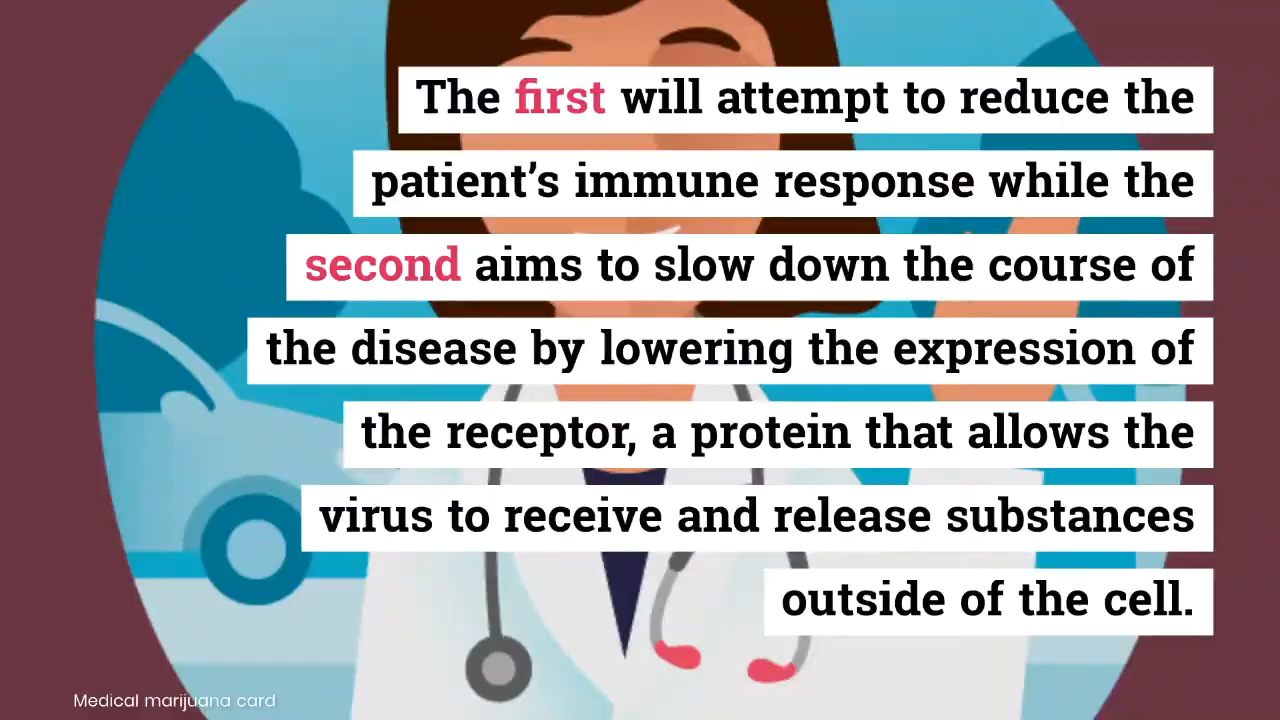 The first will attempt to reduce the
patient’s immune response while the
second aims to slow down the course of
the disease by lowering the expression of
the receptor, a protein that allows the
virus to receive and release substances
outside of the cell.
Medical marijuana card